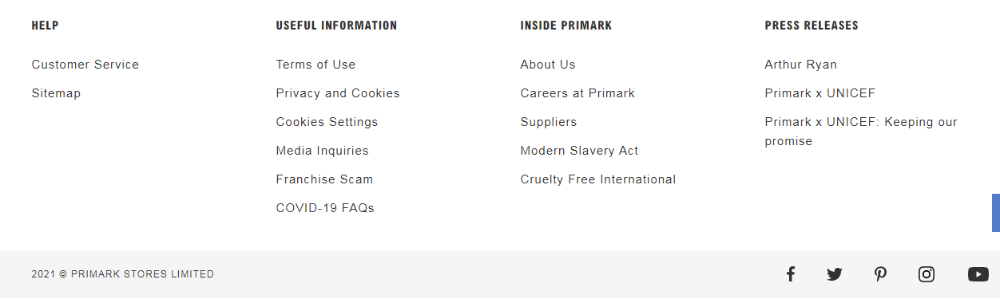 HELP
Customer Service
Sitemap
USEFUL INFORMATION
Terms of Use
Privacy and Cookies
Cookies Settings
Media Inquiries
Franchise Scam
COVID-19 FAQs
INSIDE PRIMARK
About Us
Careers at Primark
Suppliers
Modern Slavery Act
Cruelty Free International
PRESS RELEASES
Arthur Ryan
Primark x UNICEF
Primark x UNICEF: Keeping our
promise
2021 © PRIMARK STORES LIMITED